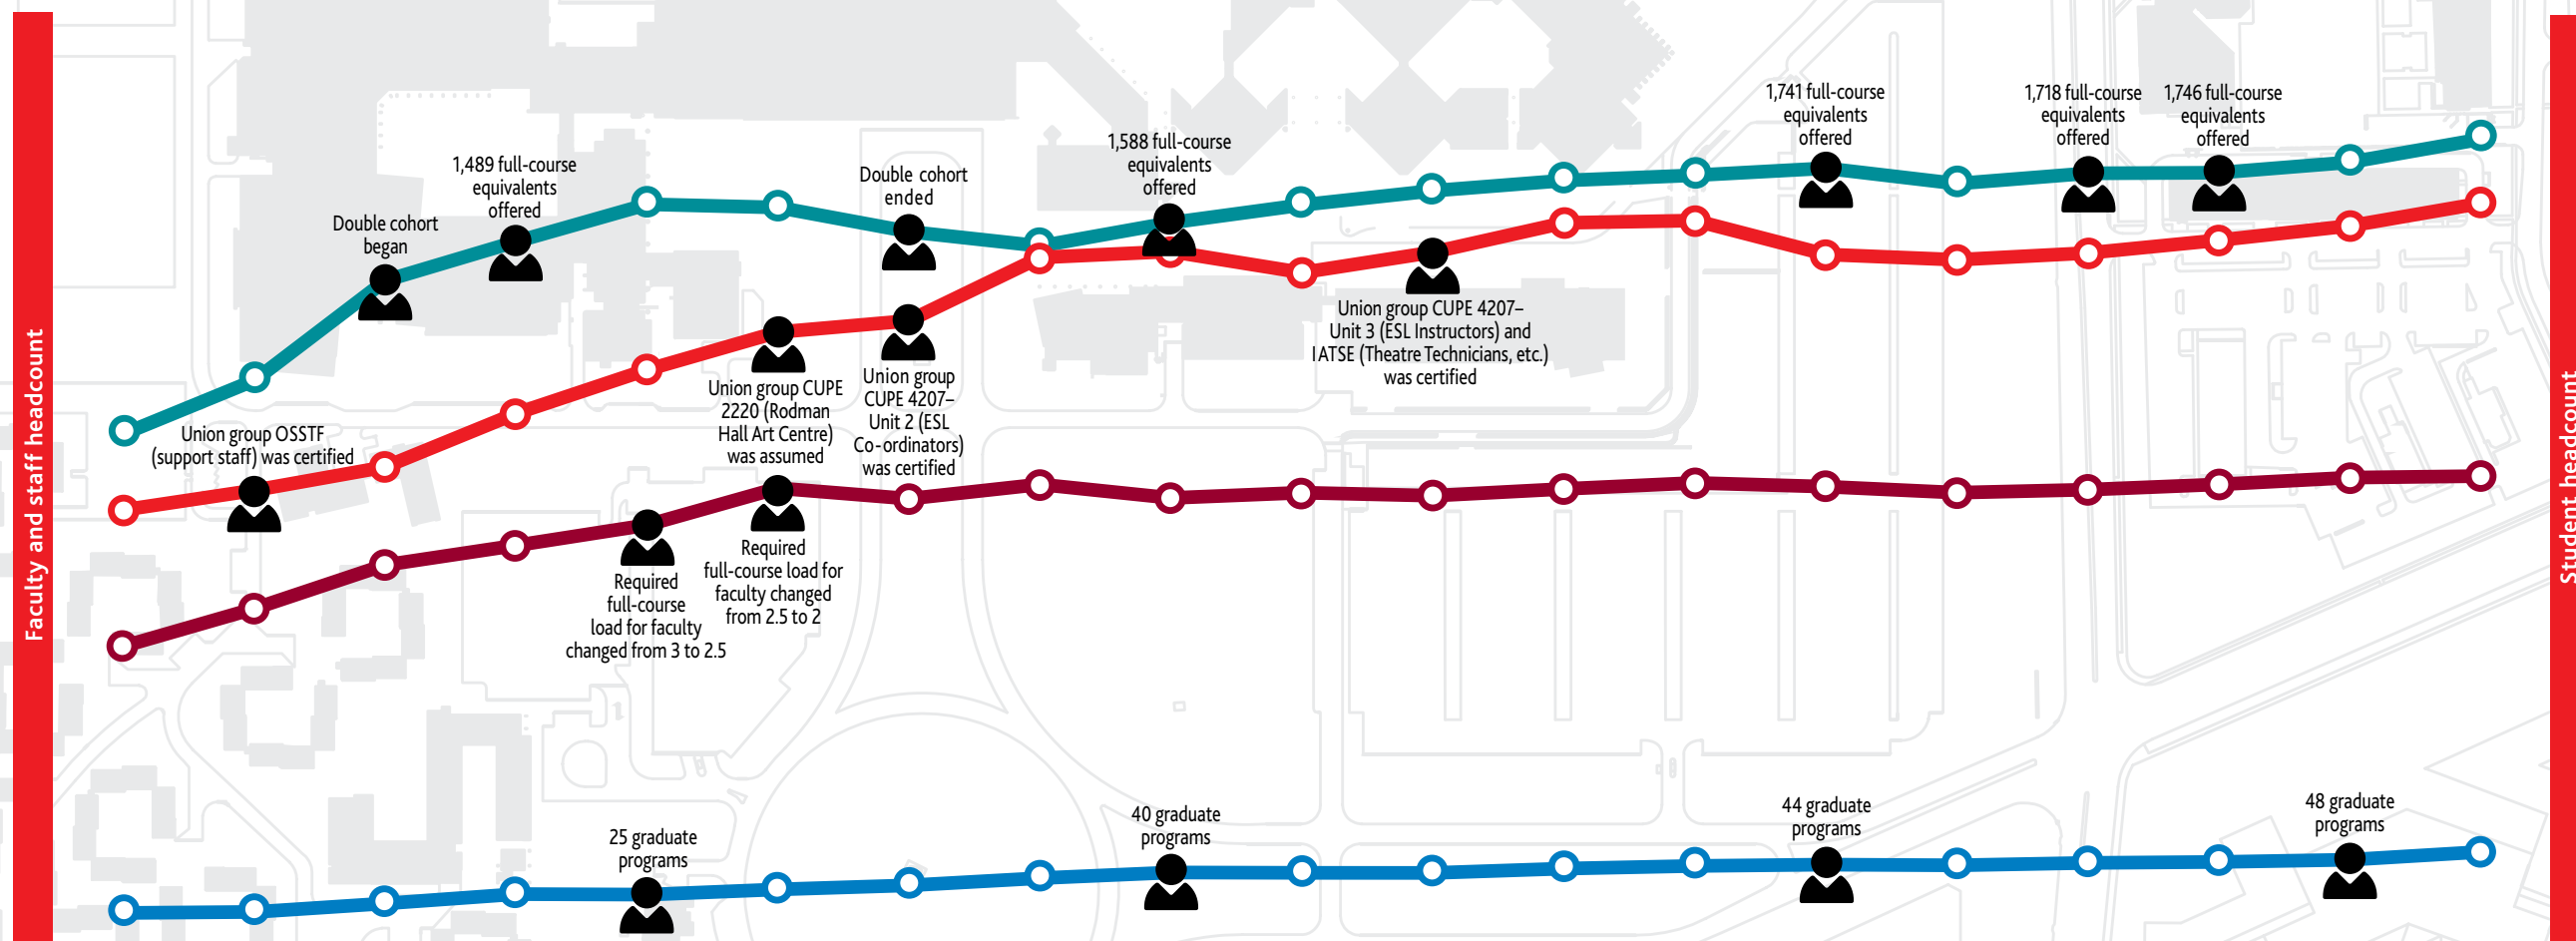 Faculty and staff headcount
Double cohort
began
1,489 full-course
equivalents
offered
Double cohort
ended
1,588 full-course
equivalents
offered
1,741 full-course
equivalents
offered
1,718 full-course
equivalents
offered
1,746 full-course
equivalents
offered
Union group OSSTF
(support staff) was certified
Union group CUPE
2220 (Rodman
Hall Art Centre)
was assumed
Union group
CUPE 4207–
Unit 2 (ESL
Co-ordinators)
was certified
Union group CUPE 4207–
Unit 3 (ESL Instructors) and
IATSE (Theatre Technicians, etc.)
was certified
Required
full-course
load for faculty
changed from 3 to 2.5
Required
full-course load for
faculty changed
from 2.5 to 2
25 graduate
programs
40 graduate
programs
44 graduate
programs
48 graduate
programs
Student headcount